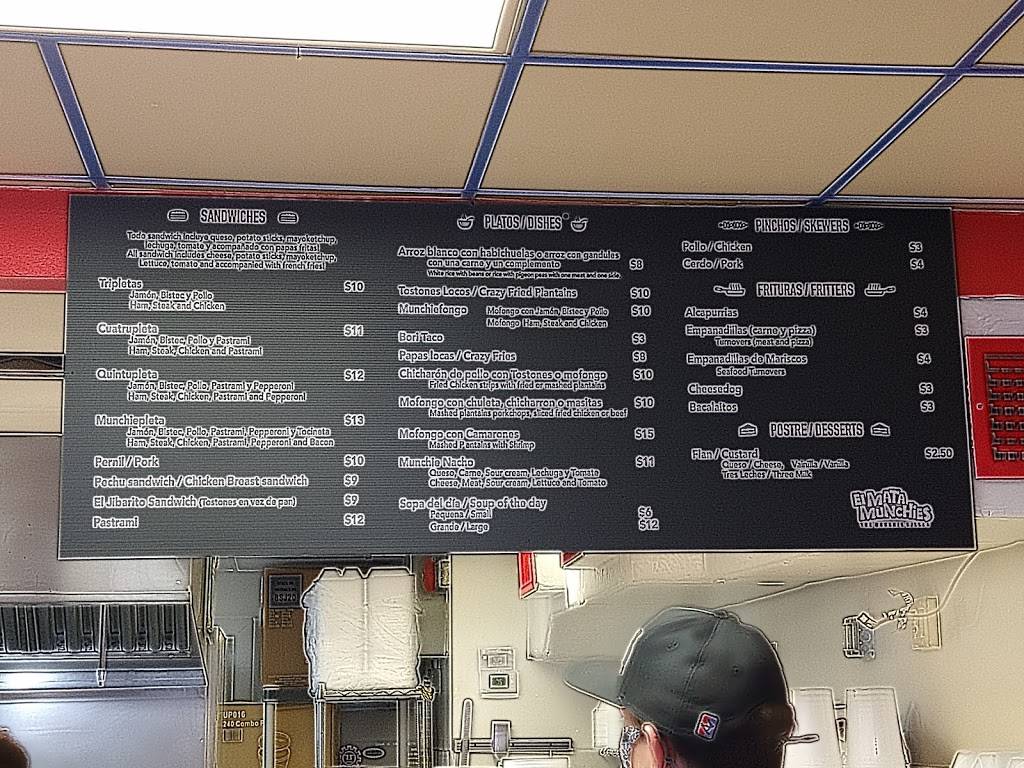 SANDWICHES
Todo sandwich incluye queso, potato sticks, mayoketchup,
lechuga, tomate y acompañado con papas fritas!
All sandwich includes cheese, potato sticks, mayoketchup,
Lettuce, tomato and accompanied with french fries!
Tripletas $10
Jamón, Bistec y Pollo
Ham, Steak and Chicken
Cuatrupleta $11
Jamón, Bistec, Pollo y Pastrami
Ham, Steak, Chicken and Pastrami
Quintupleta $12
Jamón, Bistec, Pollo, Pastrami y Pepperoni
Ham, Steak, Chicken, Pastrami and Pepperoni
Munchiepleta $13
Jamón, Bistec, Pollo, Pastrami, Pepperoni y Tocineta
Ham, Steak, Chicken, Pastrami, Pepperoni and Bacon
Pernil / Pork $10
Pechu sandwich / Chicken Breast sandwich $9
El Jibarito Sandwich (Tostones en vez de pan) $9
Pastrami $12
PLATOS / DISHES
Arroz blanco con habichuelas o arroz con gandules
con una carne y un complemento $8
White rice with beans or rice with pigeon peas with one meat and one side.
Tostones Locos / Crazy Fried Plantains $10
Munchiefongo Mofongo con Jamón, Bistec y Pollo $10
Mofongo Ham, Steak and Chicken
Bori Taco $3
Papas locas / Crazy Fries $8
Chicharón de pollo con Tostones o mofongo $10
Fried Chicken strips with fried or mashed plantains
Mofongo con chuleta, chicharron o masitas $10
Mashed plantains porkchops, sliced fried chicken or beef
Mofongo con Camarones $15
Mashed Plantains with Shrimp
Munchie Nacho $11
Queso, Carne, Sour cream, Lechuga y Tomate
Cheese, Meat, Sour cream, Lettuce and Tomato
Sopa del día / Soup of the day
Pequeña / Small $6
Grande / Large $12
PINCHOS / SKEWERS
Pollo / Chicken $3
Cerdo / Pork $4
FRITURAS / FRITTERS
Alcapurrias $4
Empanadillas (carne y pizza) $3
Turnovers (meat and pizza)
Empanadillas de Mariscos $4
Seafood Turnovers
Cheesedog $3
Bacalaitos $3
POSTRE / DESSERTS
Flan / Custard $2.50
Queso / Cheese, Vainilla / Vanilla
Tres Leches / Three Milk
El MATA
MUNCHIES
UP016
240 Combo